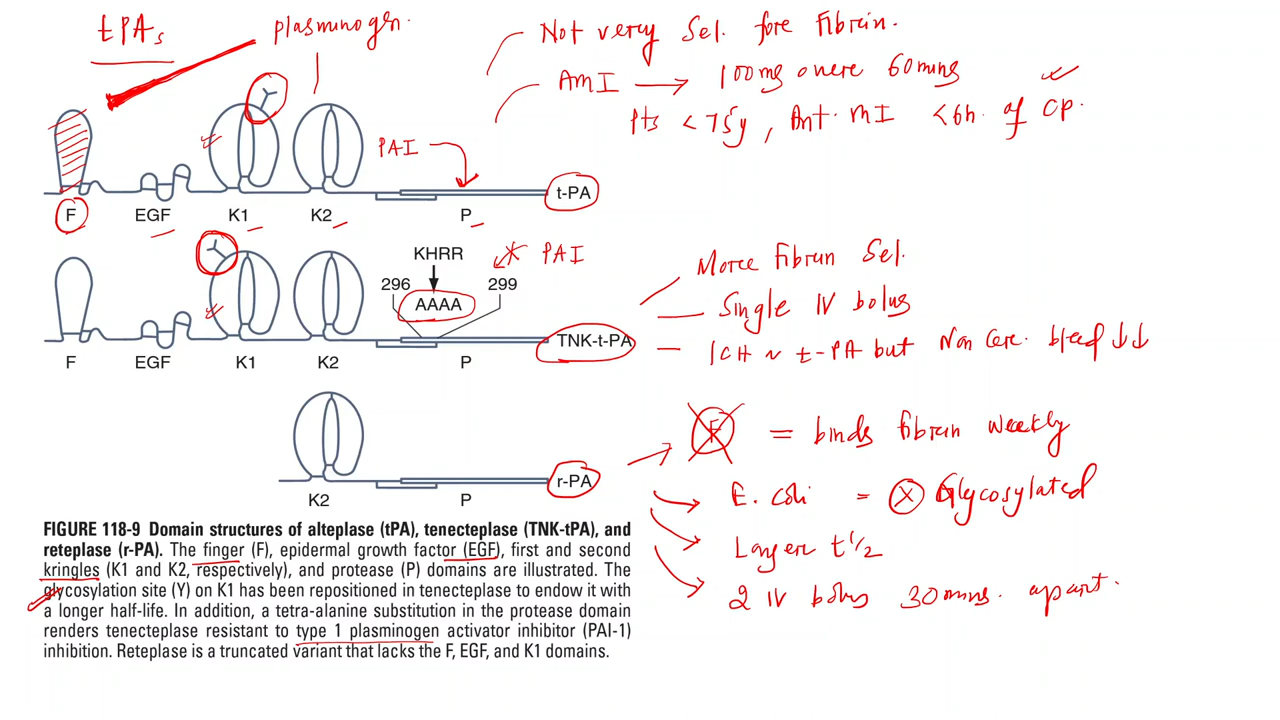 tPAs
plasminogen.
Not very Sel. fore Fibrin.
AMI → 100mg overe 60mins
Pts < 75y, Ant. MI < 6h. of CP.
PAI
t-PA
F EGF K1 K2 P
KHRR
PAI
296 299
AAAA
TNK-t-PA
F EGF K1 K2 P
Moree Fibrin Sel.
Single IV bolus
ICH ~ t-PA but Non Cere. bleed ↓↓
r-PA
K2 P
F = binds fibrin weekly
E. coli = X Glycosylated
Longer t1/2
2 IV bolus 30mins. apart.
FIGURE 118-9 Domain structures of alteplase (tPA), tenecteplase (TNK-tPA), and
reteplase (r-PA). The finger (F), epidermal growth factor (EGF), first and second
kringles (K1 and K2, respectively), and protease (P) domains are illustrated. The
glycosylation site (Y) on K1 has been repositioned in tenecteplase to endow it with
a longer half-life. In addition, a tetra-alanine substitution in the protease domain
renders tenecteplase resistant to type 1 plasminogen activator inhibitor (PAI-1)
inhibition. Reteplase is a truncated variant that lacks the F, EGF, and K1 domains.